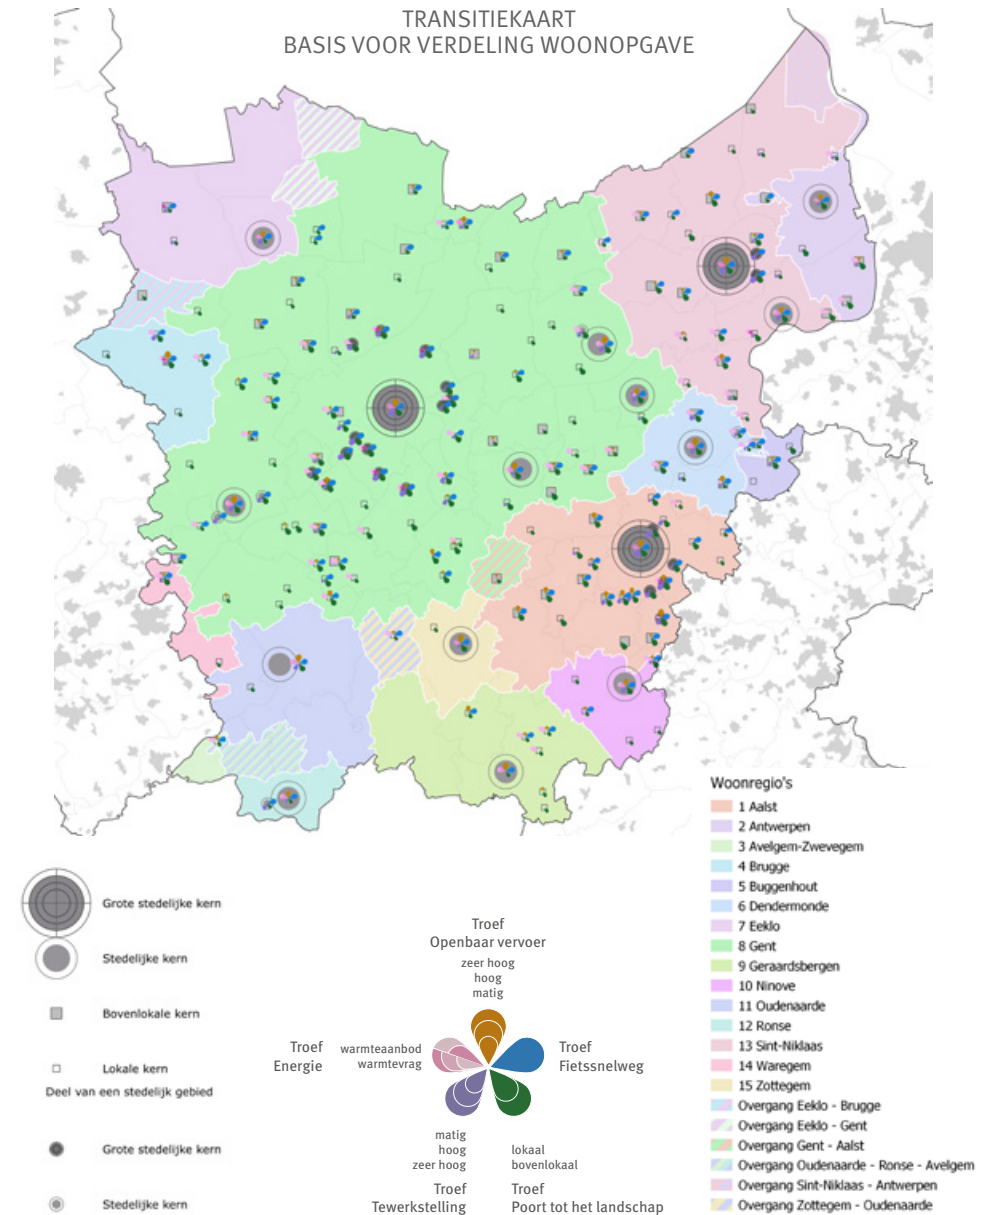 TRANSITIEKAART
BASIS VOOR VERDELING WOONOPGAVE
Woonregio's
1 Aalst
2 Antwerpen
3 Avelgem-Zwevegem
4 Brugge
5 Buggenhout
6 Dendermonde
7 Eeklo
8 Gent
9 Geraardsbergen
10 Ninove
11 Oudenaarde
12 Ronse
13 Sint-Niklaas
14 Waregem
15 Zottegem
Overgang Eeklo - Brugge
Overgang Eeklo - Gent
Overgang Gent - Aalst
Overgang Oudenaarde - Ronse - Avelgem
Overgang Sint-Niklaas - Antwerpen
Overgang Zottegem - Oudenaarde
Grote stedelijke kern
Stedelijke kern
Bovenlokale kern
Lokale kern
Deel van een stedelijk gebied
Grote stedelijke kern
Stedelijke kern
Troef
Openbaar vervoer
zeer hoog
hoog
matig
Troef
Energie
warmteaanbod
warmtevrag
Troef
Fietssnelweg
matig
hoog
zeer hoog
Troef
Tewerkstelling
lokaal
bovenlokaal
Troef
Poort tot het landschap